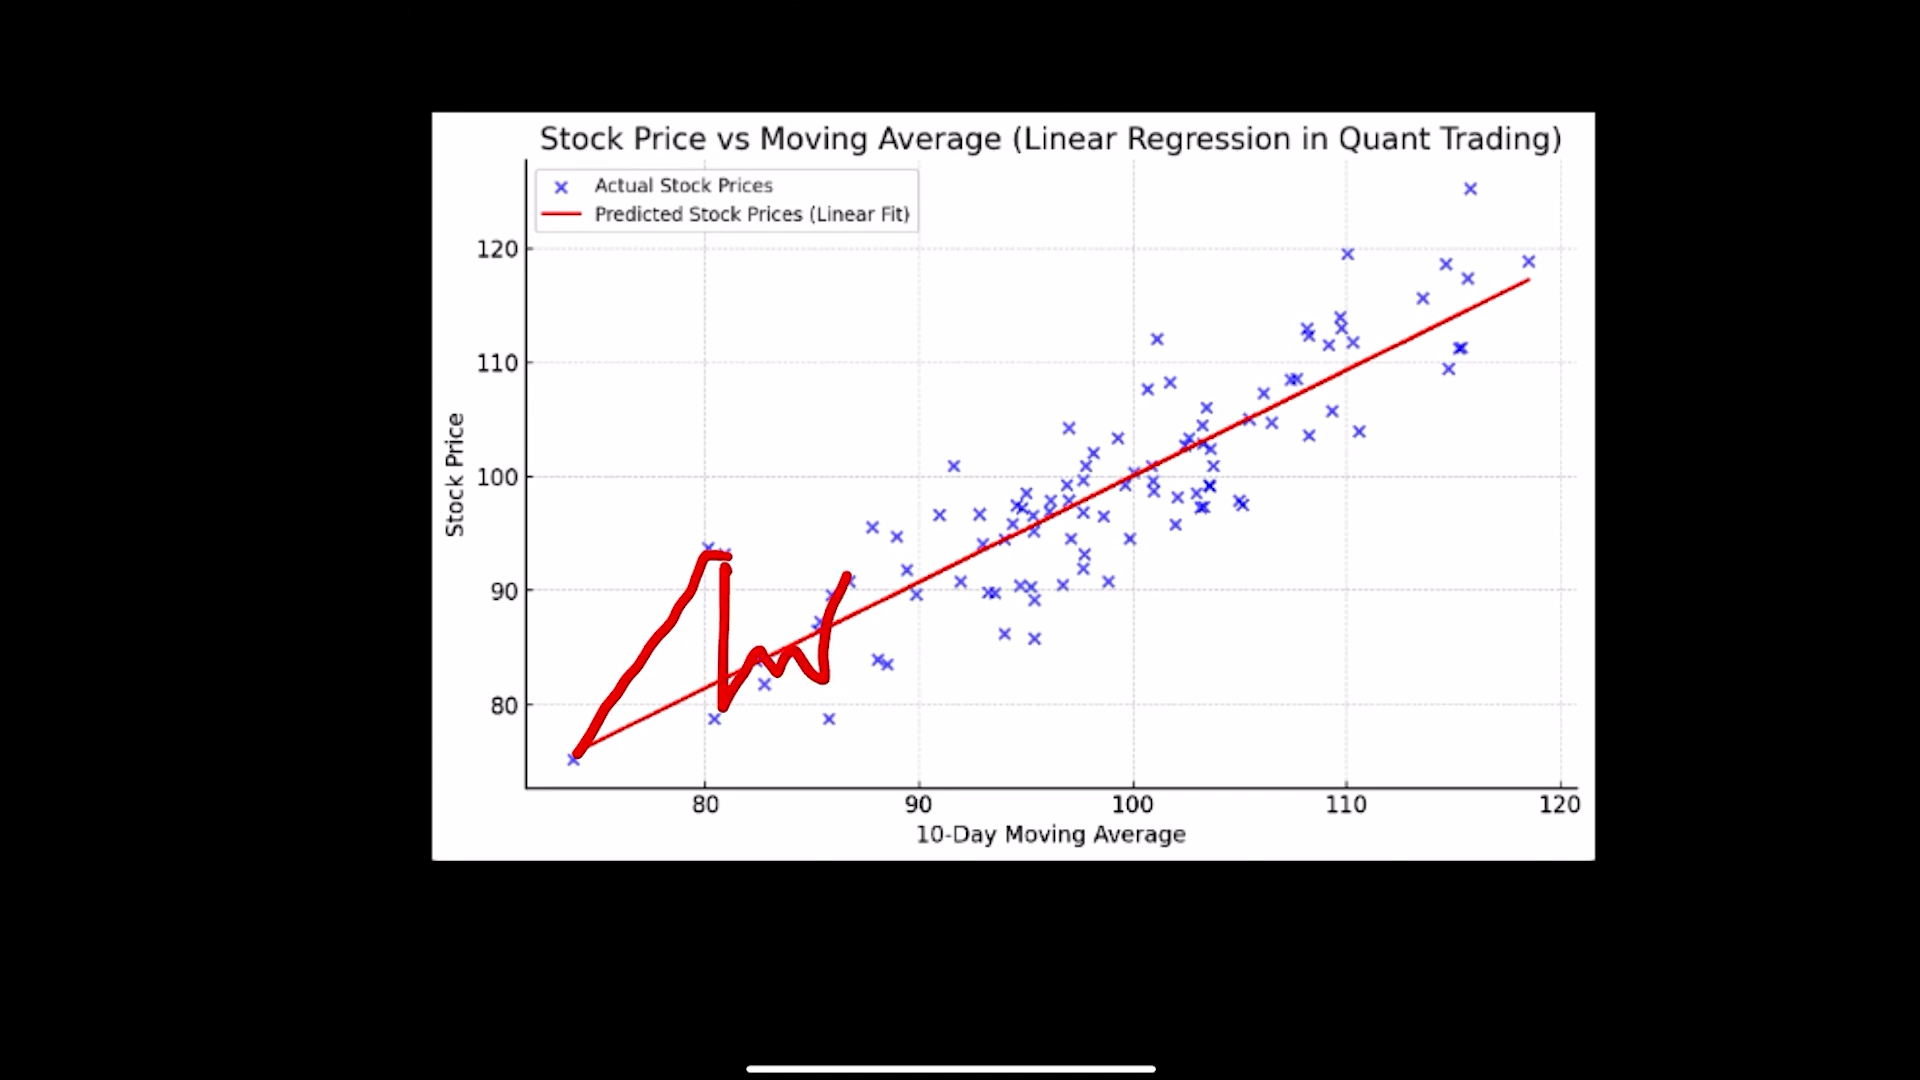 Stock Price vs Moving Average (Linear Regression in Quant Trading)
Actual Stock Prices
Predicted Stock Prices (Linear Fit)
120
110
100
90
80
Stock Price
80 90 100 110 120
10-Day Moving Average